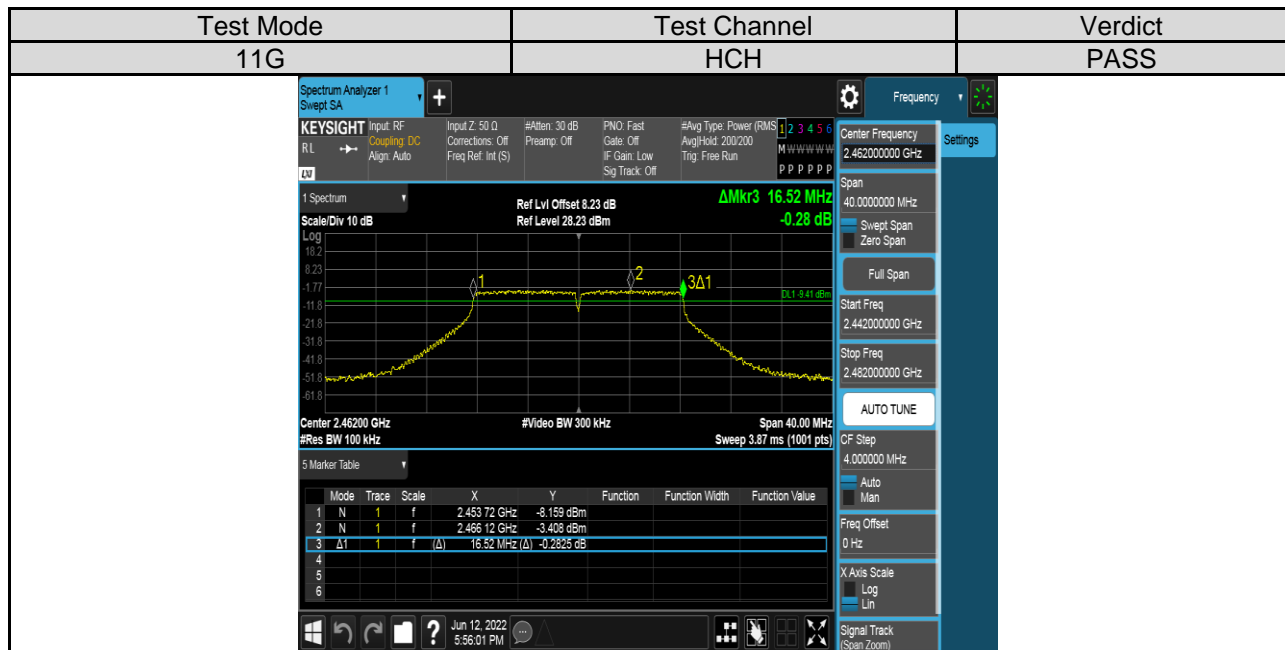 Test Mode Test Channel Verdict
11G HCH PASS
Spectrum Analyzer 1
Swept SA
Frequency
KEYSIGHT Input: RF Input Z: 50 Ω #Atten: 30 dB PNO: Fast #Avg Type: Power (RMS 1 2 3 4 5 6
RL Coupling: DC Corrections: Off Preamp: Off Gate: Off Avg|Hold: 200/200 M W W W W W
Align: Auto Freq Ref: Int (S) IF Gain: Low Trig: Free Run
LXI Sig Track: Off P P P P P P
1 Spectrum Ref Lvl Offset 8.23 dB ΔMkr3 16.52 MHz
Scale/Div 10 dB Ref Level 28.23 dBm -0.28 dB
Log
18.2
8.23
-1.77
-11.8
-21.8
-31.8
-41.8
-51.8
-61.8
1
2
3Δ1
DL1 -9.41 dBm
Center 2.46200 GHz #Video BW 300 kHz Span 40.00 MHz
#Res BW 100 kHz Sweep 3.87 ms (1001 pts)
5 Marker Table
Mode Trace Scale X Y Function Function Width Function Value
1 N 1 f 2.453 72 GHz -8.159 dBm
2 N 1 f 2.466 12 GHz -3.408 dBm
3 Δ1 1 f (Δ) 16.52 MHz (Δ) -0.2825 dB
4
5
6
Jun 12, 2022
5:56:01 PM
Center Frequency
2.462000000 GHz
Settings
Span
40.0000000 MHz
Swept Span
Zero Span
Full Span
Start Freq
2.442000000 GHz
Stop Freq
2.482000000 GHz
AUTO TUNE
CF Step
4.000000 MHz
Auto
Man
Freq Offset
0 Hz
X Axis Scale
Log
Lin
Signal Track
(Span Zoom)